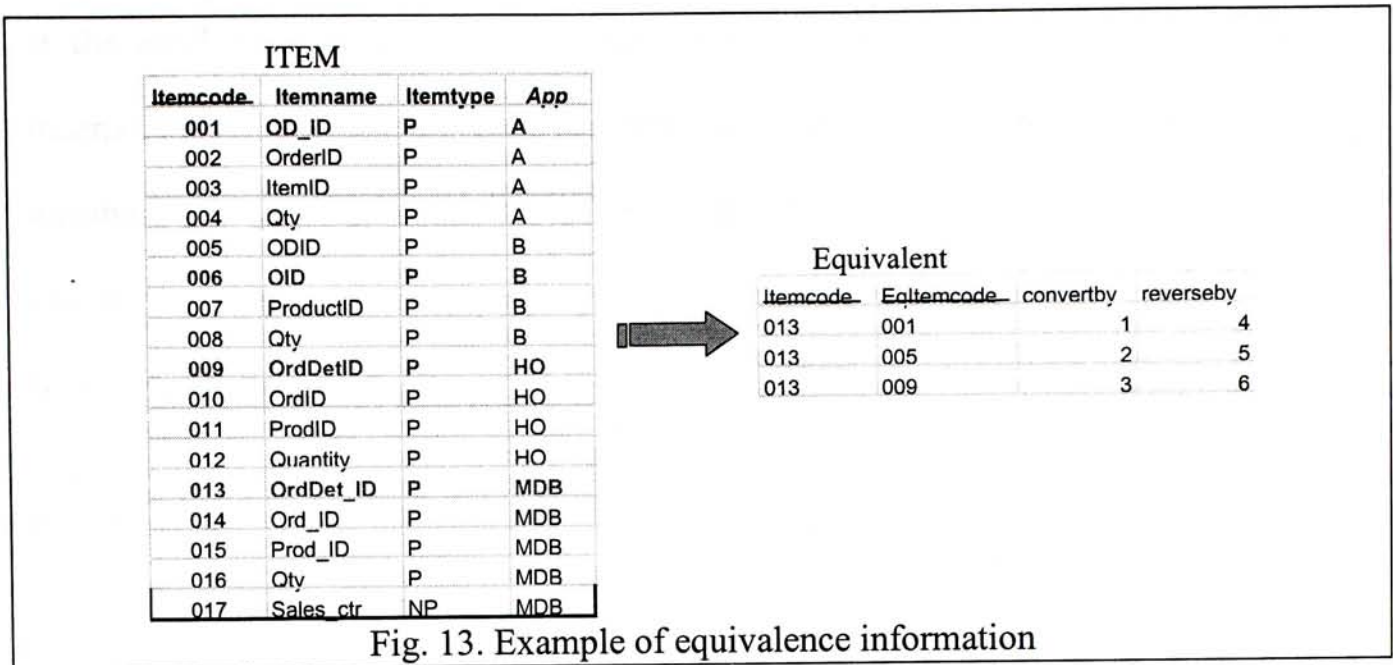 ITEM
Itemcode Itemname Itemtype App
001 OD_ID P A
002 OrderID P A
003 ItemID P A
004 Qty P A
005 ODID P B
006 OID P B
007 ProductID P B
008 Qty P B
009 OrdDetID P HO
010 OrdID P HO
011 ProdID P HO
012 Quantity P HO
013 OrdDet_ID P MDB
014 Ord_ID P MDB
015 Prod_ID P MDB
016 Qty P MDB
017 Sales_ctr NP MDB
Equivalent
Itemcode EqItemcode convertby reverseby
013 001 1 4
013 005 2 5
013 009 3 6
Fig. 13. Example of equivalence information